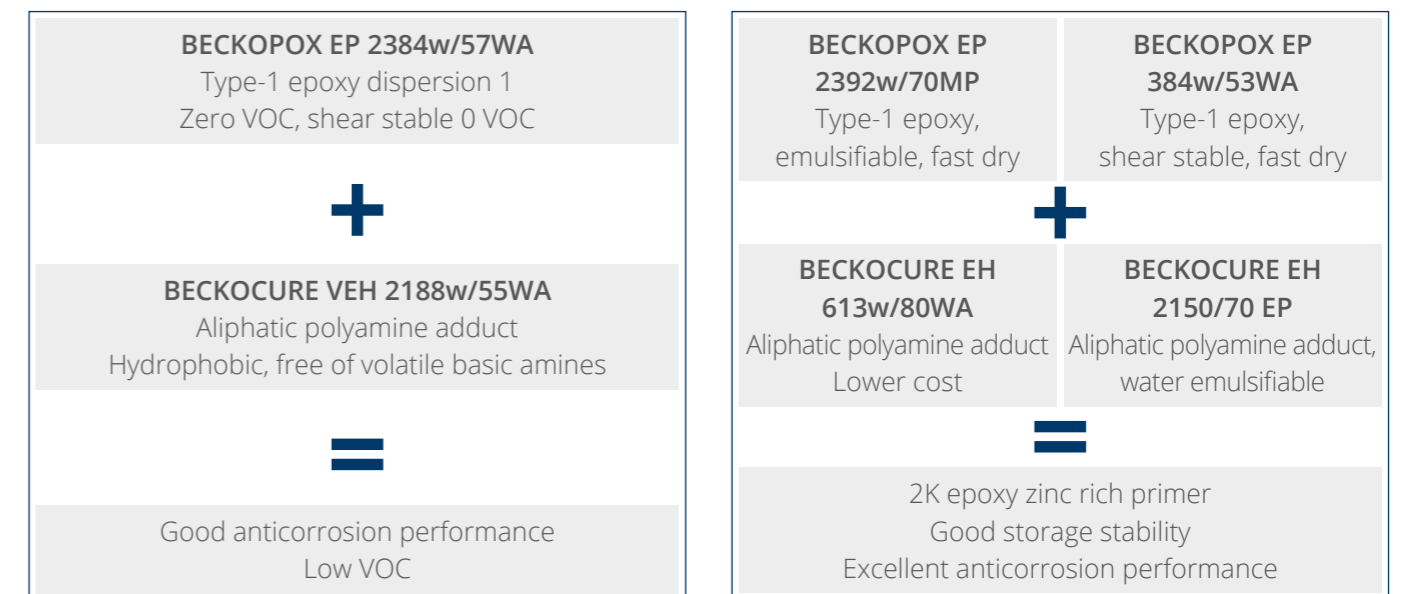 BECKOPOX EP 2384w/57WA
Type-1 epoxy dispersion 1
Zero VOC, shear stable 0 VOC
+
BECKOCURE VEH 2188w/55WA
Aliphatic polyamine adduct
Hydrophobic, free of volatile basic amines
=
Good anticorrosion performance
Low VOC
BECKOPOX EP
2392w/70MP
Type-1 epoxy,
emulsifiable, fast dry
BECKOPOX EP
384w/53WA
Type-1 epoxy,
shear stable, fast dry
+
BECKOCURE EH
613w/80WA
Aliphatic polyamine adduct
Lower cost
BECKOCURE EH
2150/70 EP
Aliphatic polyamine adduct,
water emulsifiable
=
2K epoxy zinc rich primer
Good storage stability
Excellent anticorrosion performance